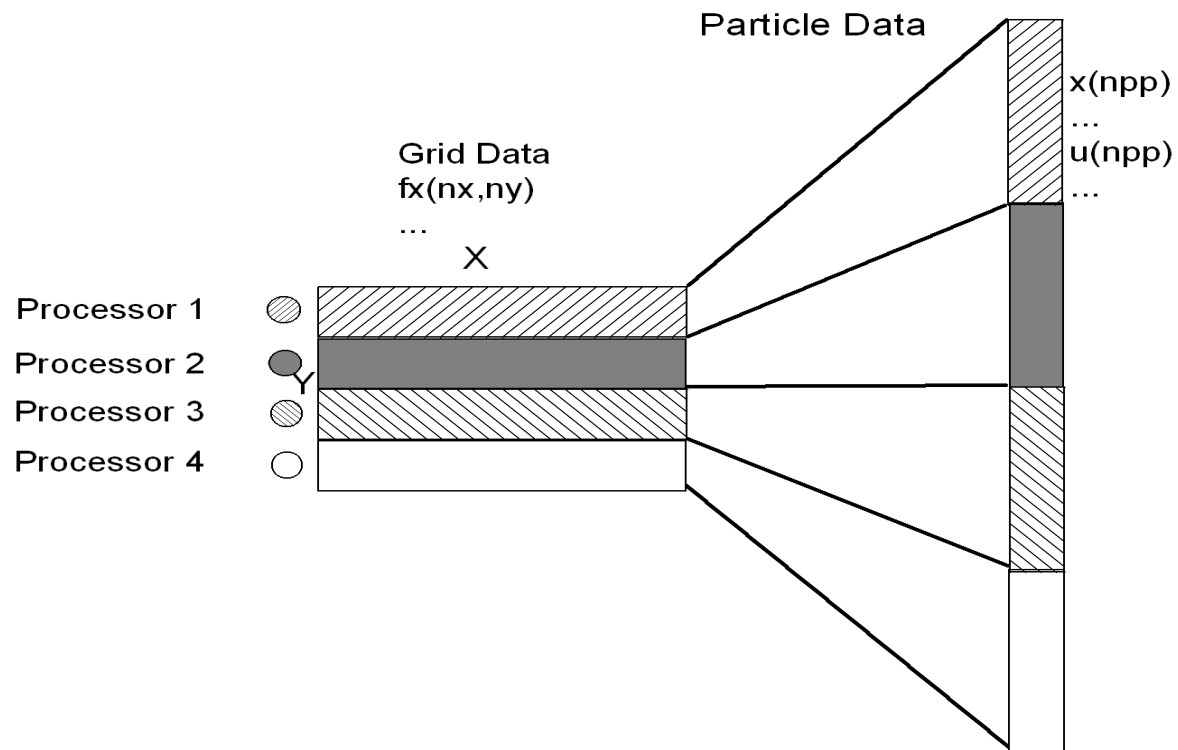 Particle Data
x(npp)
...
u(npp)
...
Grid Data
fx(nx,ny)
...
X
Processor 1
Processor 2
Y
Processor 3
Processor 4